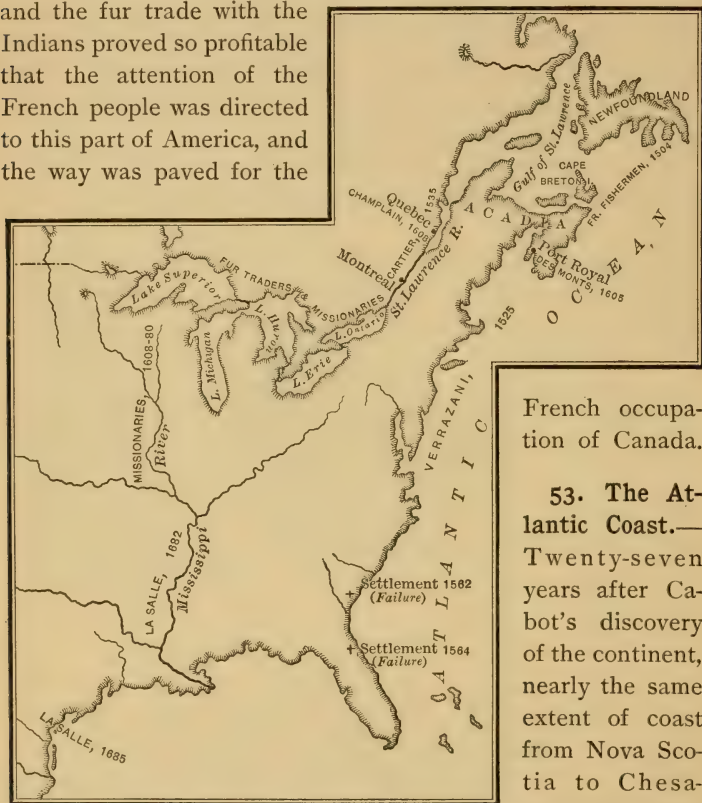 and the fur trade with the
Indians proved so profitable
that the attention of the
French people was directed
to this part of America, and
the way was paved for the
NEWFOUNDLAND
Gulf of St. Lawrence
CAPE
BRETON I.
FR. FISHERMEN, 1504
ACADIA
Quebec
CHAMPLAIN, 1608
CARTIER, 1535
Montreal
St. Lawrence R.
Port Royal
DES MONTS, 1605
FUR TRADERS & MISSIONARIES
Lake Superior
L. Huron
L. Ontario
L. Michigan
L. Erie
MISSIONARIES, 1608-80
River
VERRAZANI, 1525
ATLANTIC OCEAN
LA SALLE, 1682
Mississippi
Settlement 1562
(Failure)
Settlement 1564
(Failure)
LA SALLE, 1685
French occupa-
tion of Canada.
53. The At-
lantic Coast.—
Twenty-seven
years after Ca-
bot's discovery
of the continent,
nearly the same
extent of coast
from Nova Sco-
tia to Chesa-